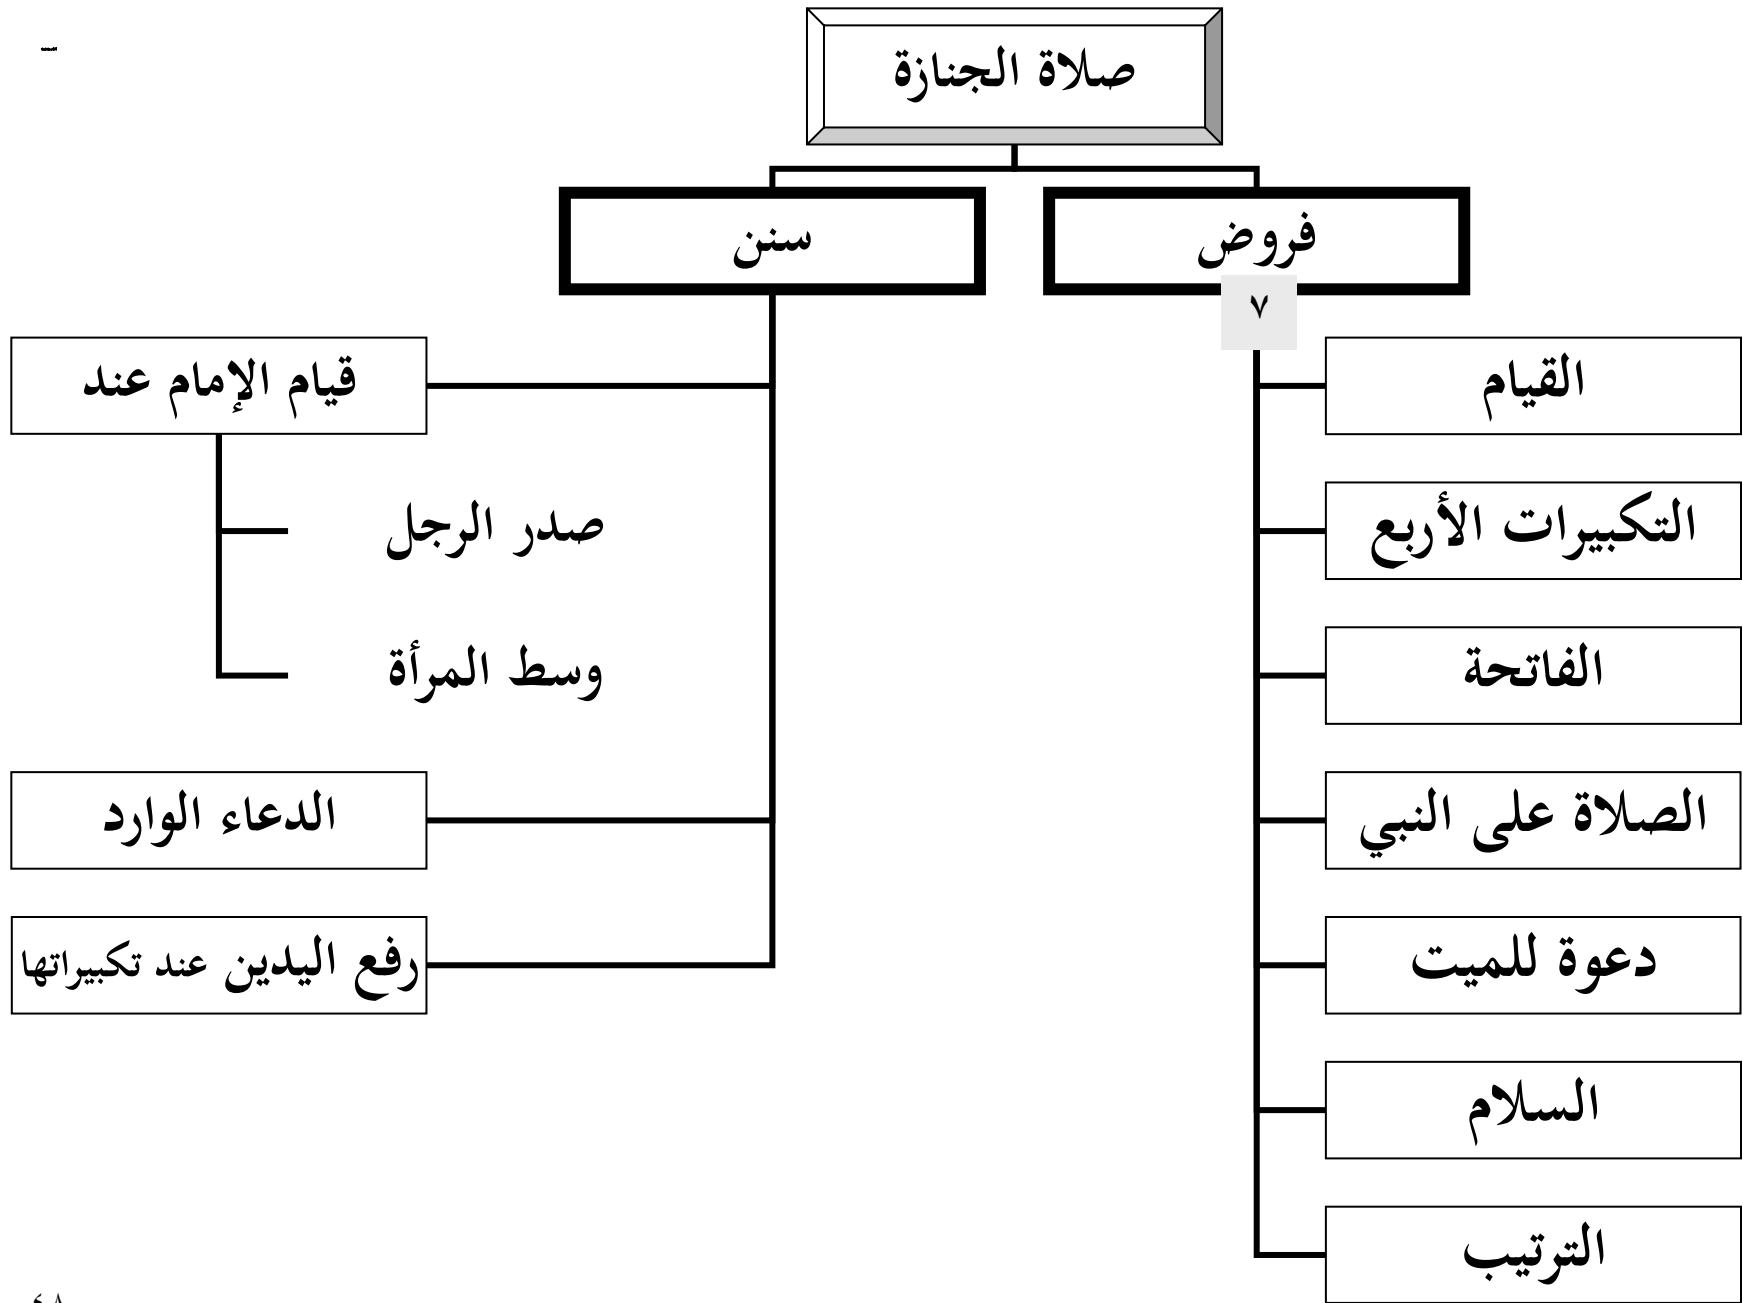 صلاة الجنازة
فروض
٧
القيام
التكبيرات الأربع
الفاتحة
الصلاة على النبي
دعوة للميت
السلام
الترتيب
سنن
قيام الإمام عند
صدر الرجل
وسط المرأة
الدعاء الوارد
رفع اليدين عند تكبيراتها